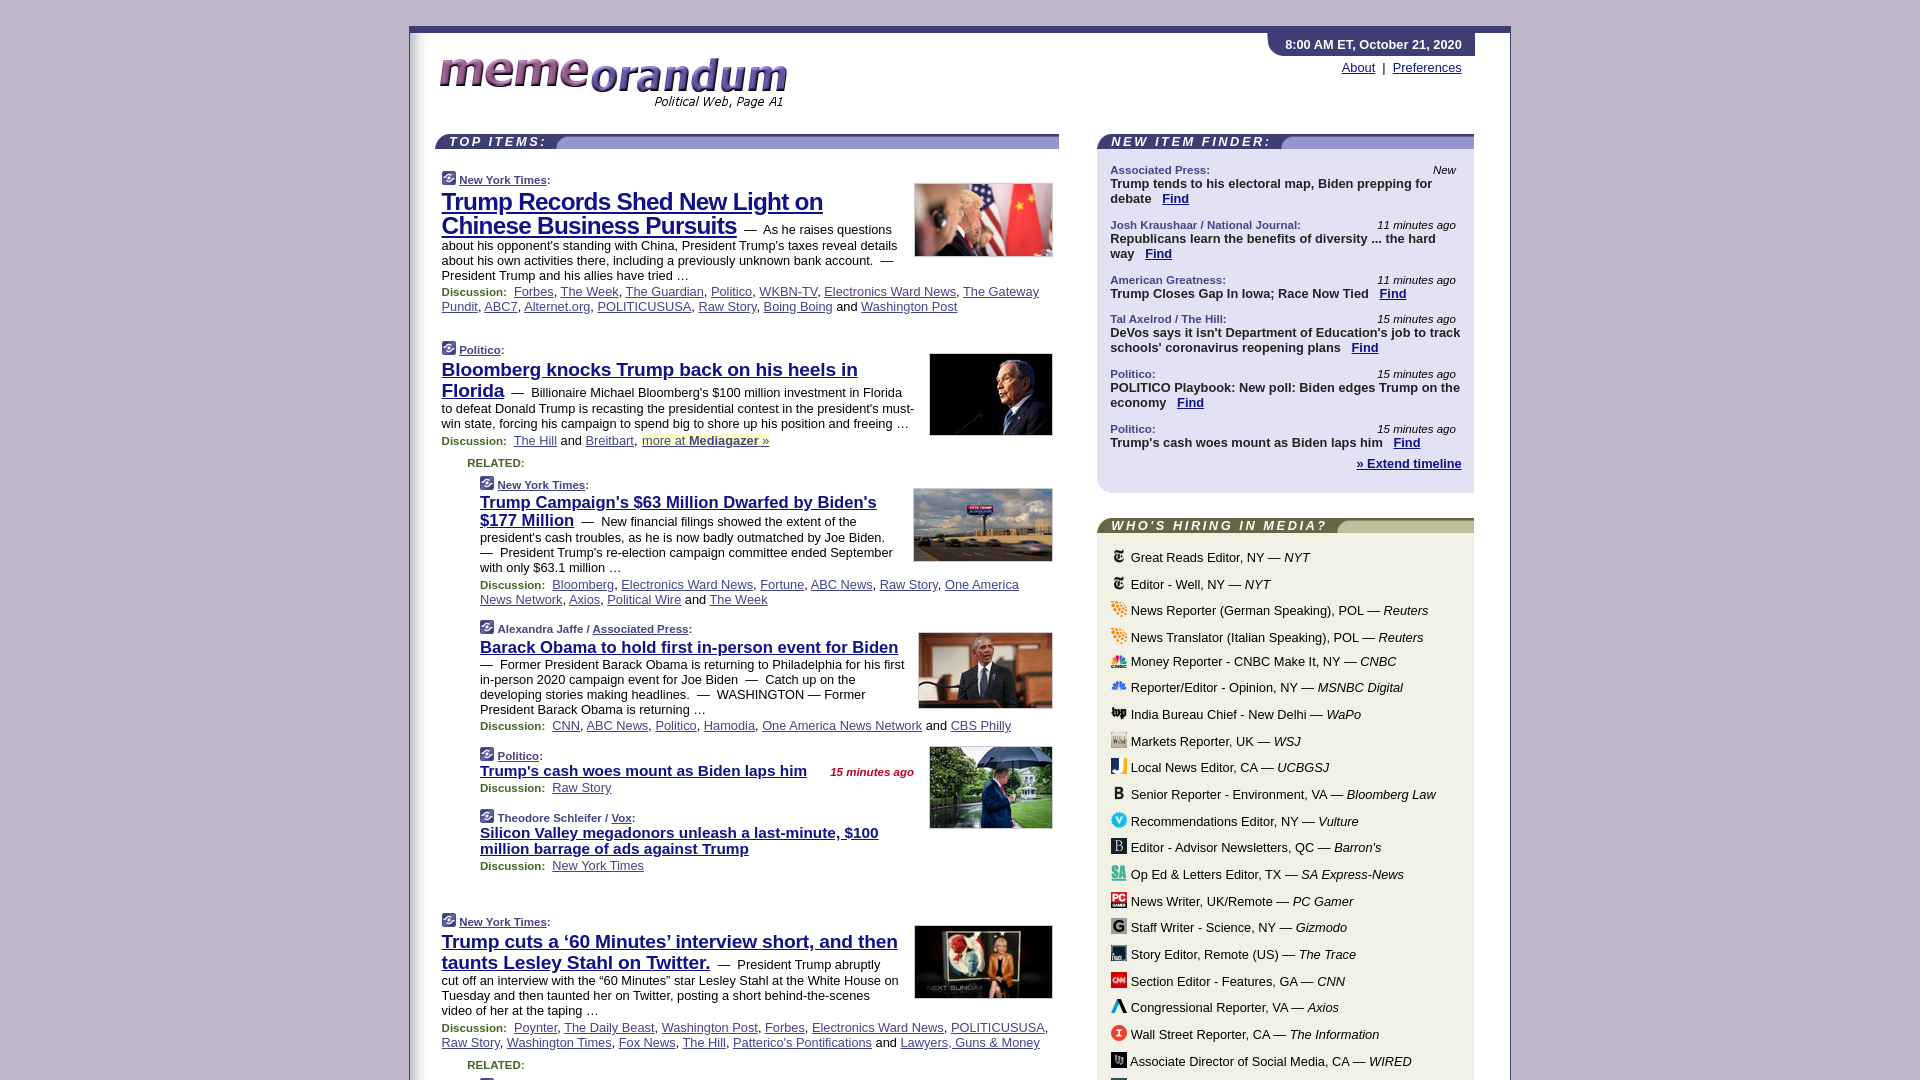 8:00 AM ET, October 21, 2020
About | Preferences
memeorandum
Political Web, Page A1
TOP ITEMS:
New York Times:
Trump Records Shed New Light on
Chinese Business Pursuits — As he raises questions
about his opponent's standing with China, President Trump's taxes reveal details
about his own activities there, including a previously unknown bank account. —
President Trump and his allies have tried …
Discussion: Forbes, The Week, The Guardian, Politico, WKBN-TV, Electronics Ward News, The Gateway
Pundit, ABC7, Alternet.org, POLITICUSUSA, Raw Story, Boing Boing and Washington Post
Politico:
Bloomberg knocks Trump back on his heels in
Florida — Billionaire Michael Bloomberg's $100 million investment in Florida
to defeat Donald Trump is recasting the presidential contest in the president's must-
win state, forcing his campaign to spend big to shore up his position and freeing …
Discussion: The Hill and Breitbart, more at Mediagazer »
RELATED:
New York Times:
Trump Campaign's $63 Million Dwarfed by Biden's
$177 Million — New financial filings showed the extent of the
president's cash troubles, as he is now badly outmatched by Joe Biden.
— President Trump's re-election campaign committee ended September
with only $63.1 million …
Discussion: Bloomberg, Electronics Ward News, Fortune, ABC News, Raw Story, One America
News Network, Axios, Political Wire and The Week
Alexandra Jaffe / Associated Press:
Barack Obama to hold first in-person event for Biden
— Former President Barack Obama is returning to Philadelphia for his first
in-person 2020 campaign event for Joe Biden — Catch up on the
developing stories making headlines. — WASHINGTON — Former
President Barack Obama is returning …
Discussion: CNN, ABC News, Politico, Hamodia, One America News Network and CBS Philly
Politico:
Trump's cash woes mount as Biden laps him 15 minutes ago
Discussion: Raw Story
Theodore Schleifer / Vox:
Silicon Valley megadonors unleash a last-minute, $100
million barrage of ads against Trump
Discussion: New York Times
New York Times:
Trump cuts a ‘60 Minutes’ interview short, and then
taunts Lesley Stahl on Twitter. — President Trump abruptly
cut off an interview with the “60 Minutes” star Lesley Stahl at the White House on
Tuesday and then taunted her on Twitter, posting a short behind-the-scenes
video of her at the taping …
NEXT SUNDAY
Discussion: Poynter, The Daily Beast, Washington Post, Forbes, Electronics Ward News, POLITICUSUSA,
Raw Story, Washington Times, Fox News, The Hill, Patterico's Pontifications and Lawyers, Guns & Money
RELATED:
NEW ITEM FINDER:
Associated Press: New
Trump tends to his electoral map, Biden prepping for
debate Find
Josh Kraushaar / National Journal: 11 minutes ago
Republicans learn the benefits of diversity ... the hard
way Find
American Greatness: 11 minutes ago
Trump Closes Gap In Iowa; Race Now Tied Find
Tal Axelrod / The Hill: 15 minutes ago
DeVos says it isn't Department of Education's job to track
schools' coronavirus reopening plans Find
Politico: 15 minutes ago
POLITICO Playbook: New poll: Biden edges Trump on the
economy Find
Politico: 15 minutes ago
Trump's cash woes mount as Biden laps him Find
» Extend timeline
WHO'S HIRING IN MEDIA?
Great Reads Editor, NY — NYT
Editor - Well, NY — NYT
News Reporter (German Speaking), POL — Reuters
News Translator (Italian Speaking), POL — Reuters
Money Reporter - CNBC Make It, NY — CNBC
Reporter/Editor - Opinion, NY — MSNBC Digital
India Bureau Chief - New Delhi — WaPo
Markets Reporter, UK — WSJ
Local News Editor, CA — UCBGSJ
Senior Reporter - Environment, VA — Bloomberg Law
Recommendations Editor, NY — Vulture
Editor - Advisor Newsletters, QC — Barron's
Op Ed & Letters Editor, TX — SA Express-News
News Writer, UK/Remote — PC Gamer
Staff Writer - Science, NY — Gizmodo
Story Editor, Remote (US) — The Trace
Section Editor - Features, GA — CNN
Congressional Reporter, VA — Axios
Wall Street Reporter, CA — The Information
Associate Director of Social Media, CA — WIRED